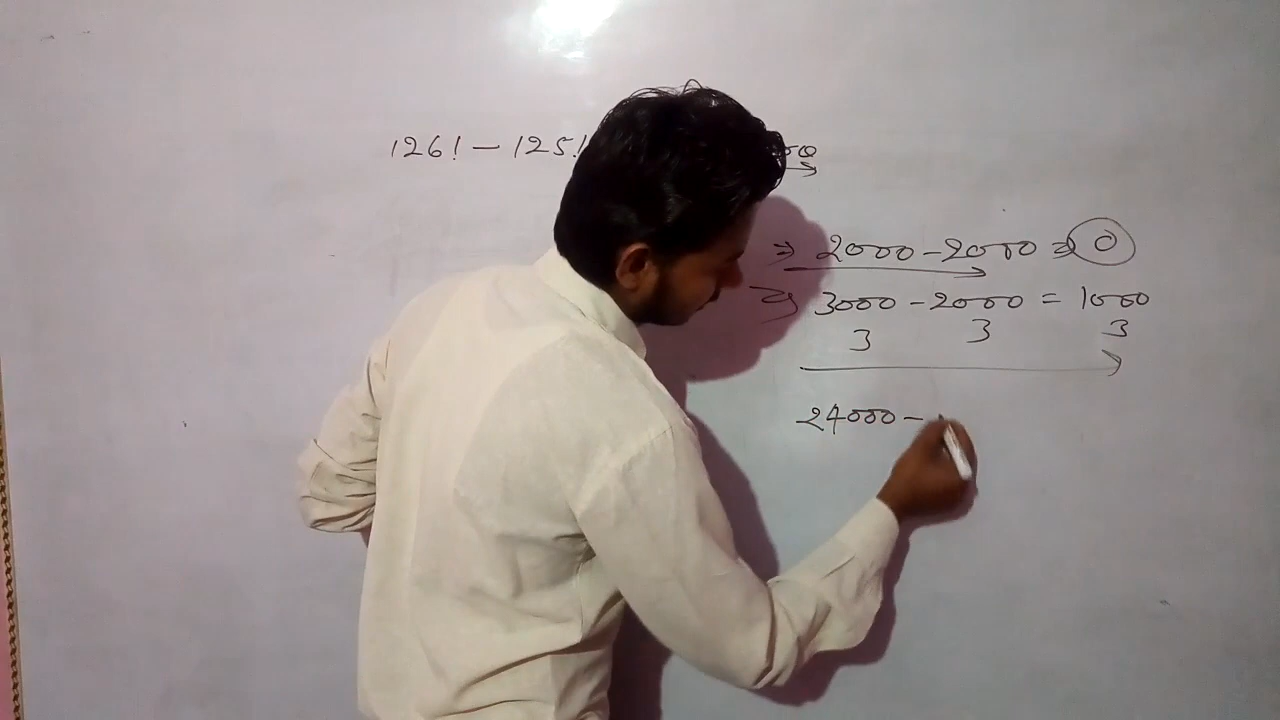 126! - 125!
⇒ 2000 - 2000 ⇒ 0
⇒ 3000 - 2000 = 1000
3 3 3
24000 -